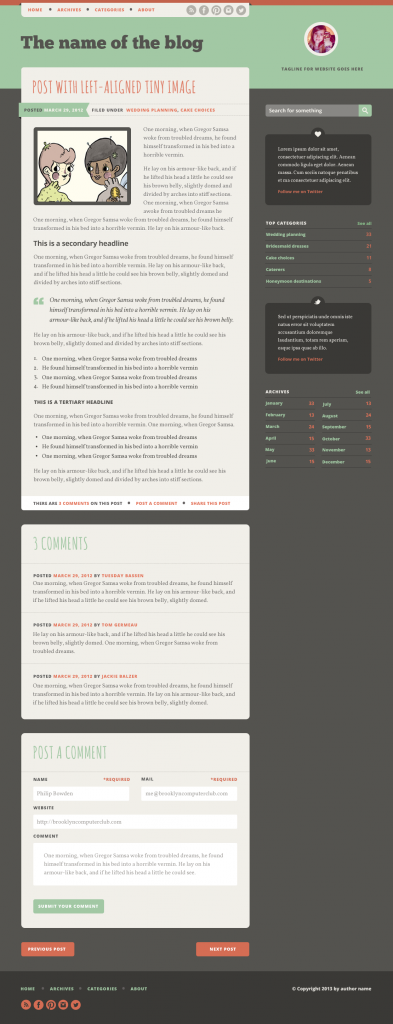 HOME • ARCHIVES • CATEGORIES • ABOUT
The name of the blog
TAGLINE FOR WEBSITE GOES HERE
POST WITH LEFT-ALIGNED TINY IMAGE
POSTED MARCH 29, 2012 FILED UNDER WEDDING PLANNING, CAKE CHOICES
One morning, when Gregor Samsa
woke from troubled dreams, he found
himself transformed in his bed into a
horrible vermin.
He lay on his armour-like back, and if
he lifted his head a little he could see
his brown belly, slightly domed and
divided by arches into stiff sections.
One morning, when Gregor Samsa
woke from troubled dreams he
One morning, when Gregor Samsa woke from troubled dreams, he found himself
transformed in his bed into a horrible vermin. He lay on his armour-like back.
This is a secondary headline
One morning, when Gregor Samsa woke from troubled dreams, he found himself
transformed in his bed into a horrible vermin. He lay on his armour-like back,
and if he lifted his head a little he could see his brown belly, slightly domed and
divided by arches into stiff sections.
One morning, when Gregor Samsa woke from troubled dreams, he found
himself transformed in his bed into a horrible vermin. He lay on his
armour-like back, and if he lifted his head a little he could see his brown belly.
He lay on his armour-like back, and if he lifted his head a little he could see his
brown belly, slightly domed and divided by arches into stiff sections.
1. One morning, when Gregor Samsa woke from troubled dreams
2. He found himself transformed in his bed into a horrible vermin
3. One morning, when Gregor Samsa woke from troubled dreams
4. He found himself transformed in his bed into a horrible vermin
THIS IS A TERTIARY HEADLINE
One morning, when Gregor Samsa woke from troubled dreams, he found himself
transformed in his bed into a horrible vermin. One morning, when Gregor Samsa.
• One morning, when Gregor Samsa woke from troubled dreams
• He found himself transformed in his bed into a horrible vermin
• One morning, when Gregor Samsa woke from troubled dreams
He lay on his armour-like back, and if he lifted his head a little he could see his
brown belly, slightly domed and divided by arches into stiff sections.
THERE ARE 3 COMMENTS ON THIS POST • POST A COMMENT • SHARE THIS POST
Search for something
Lorem ipsum dolor sit amet,
consectetuer adipiscing elit. Aenean
commodo ligula eget dolor. Aenean
massa. Cum sociis natoque penatibus
et ma consectetuer adipiscing elit.
Follow me on Twitter
TOP CATEGORIES See all
Wedding planning 35
Bridesmaid dresses 21
Cake choices 11
Caterers 8
Honeymoon destinations 5
Sed ut perspiciatis unde omnis iste
natus error sit voluptatem
accusantium doloremque
laudantium, totam rem aperiam,
eaque ipsa quae ab illo.
Follow me on Twitter
ARCHIVES See all
January July
February August
March September
April October
May November
June December
3 COMMENTS
POSTED MARCH 29, 2012 BY TUESDAY BASSEN
One morning, when Gregor Samsa woke from troubled dreams, he found himself
transformed in his bed into a horrible vermin. He lay on his armour-like back, and
if he lifted his head a little he could see his brown belly, slightly domed.
POSTED MARCH 29, 2012 BY TOM GERMEAU
He lay on his armour-like back, and if he lifted his head a little he could see his
brown belly, slightly domed. One morning, when Gregor Samsa woke from
troubled dreams.
POSTED MARCH 29, 2012 BY JACKIE BALZER
One morning, when Gregor Samsa woke from troubled dreams, he found himself
transformed in his bed into a horrible vermin. He lay on his armour-like back, and
if he lifted his head a little he could see his brown belly, slightly domed.
POST A COMMENT
NAME *REQUIRED MAIL *REQUIRED
Philip Bowden me@brooklyncomputerclub.com
WEBSITE
http://brooklyncomputerclub.com
COMMENT
One morning, when Gregor Samsa woke from troubled dreams, he found
himself transformed in his bed into a horrible vermin. He lay on his
armour-like back, and if he lifted his head a little he could see
SUBMIT YOUR COMMENT
PREVIOUS POST NEXT POST
HOME • ARCHIVES • CATEGORIES • ABOUT
© Copyright 2013 by author name